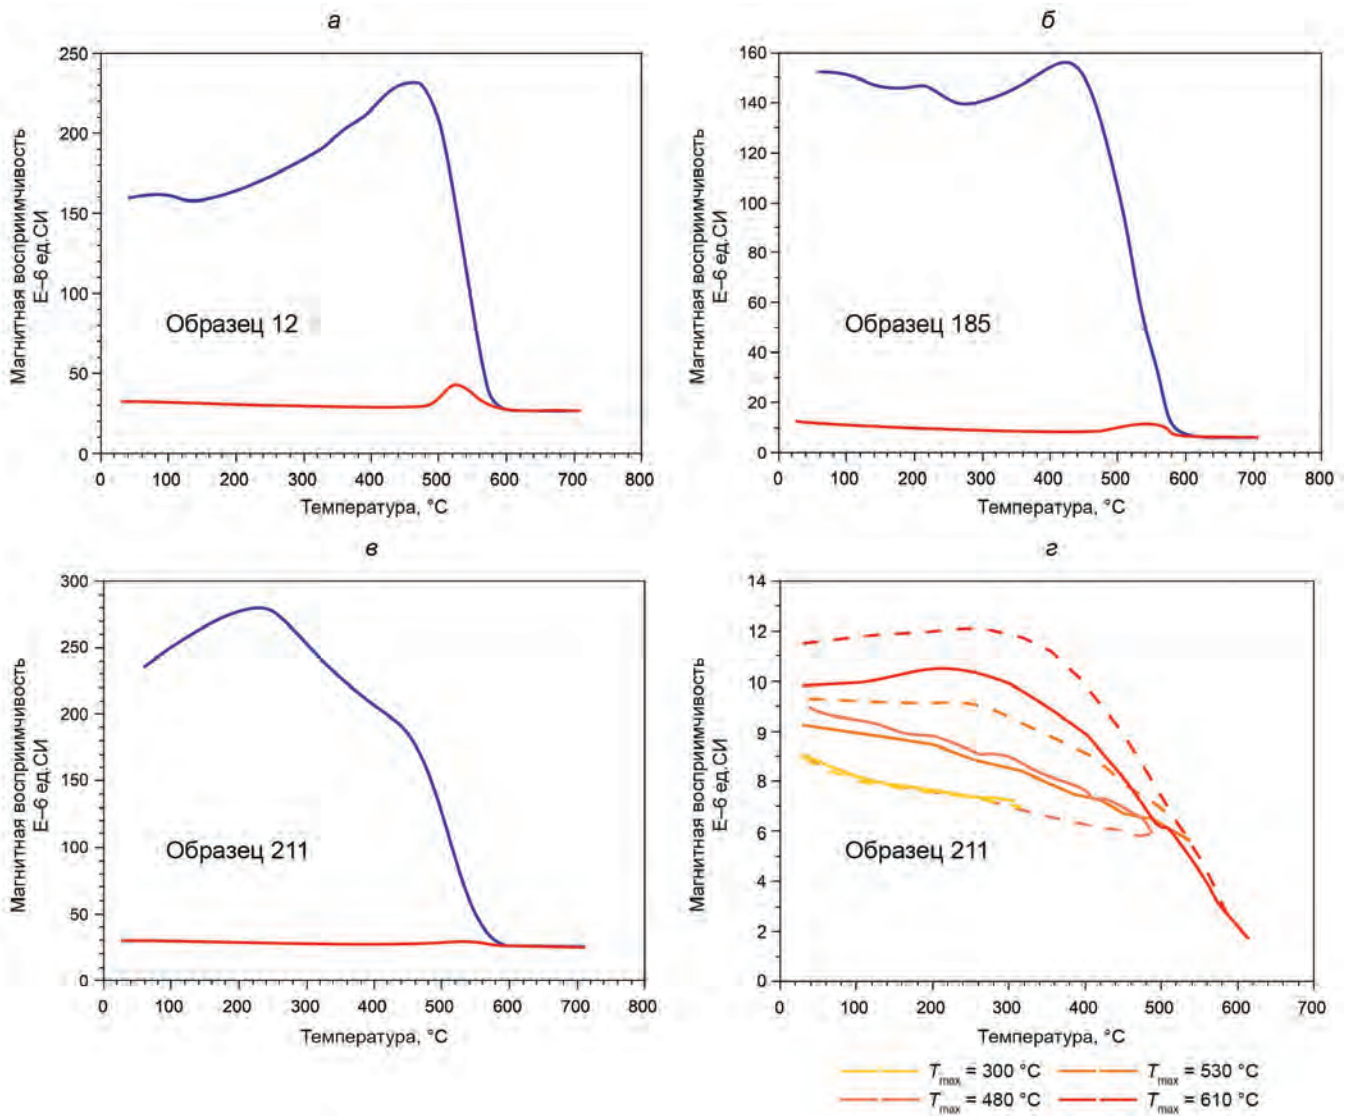 а
Магнитная восприимчивость
E–6 ед.СИ
250
200
150
100
50
0
Образец 12
0 100 200 300 400 500 600 700 800
Температура, °C
б
Магнитная восприимчивость
E–6 ед.СИ
160
140
120
100
80
60
40
20
0
Образец 185
0 100 200 300 400 500 600 700 800
Температура, °C
в
Магнитная восприимчивость
E–6 ед.СИ
300
250
200
150
100
50
0
Образец 211
0 100 200 300 400 500 600 700 800
Температура, °C
г
Магнитная восприимчивость
E–6 ед.СИ
14
12
10
9
8
6
4
2
0
Образец 211
0 100 200 300 400 500 600 700
Температура, °C
Tmax = 300 °C Tmax = 530 °C
Tmax = 480 °C Tmax = 610 °C